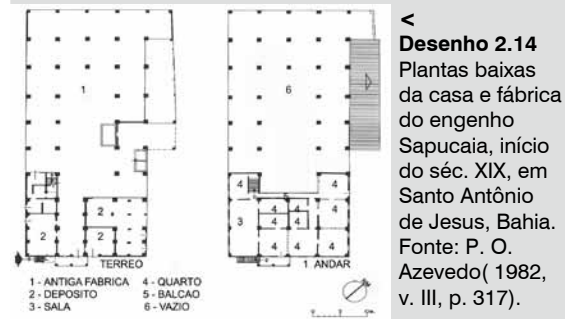 1
6
2
2
2
4
4
3
4
4
4
4
4
4
4
4
TERREO
1 ANDAR
1 - ANTIGA FABRICA
2 - DEPOSITO
3 - SALA
4 - QUARTO
5 - BALCAO
6 - VAZIO
<
Desenho 2.14
Plantas baixas
da casa e fábrica
do engenho
Sapucaia, início
do séc. XIX, em
Santo Antônio
de Jesus, Bahia.
Fonte: P. O.
Azevedo( 1982,
v. III, p. 317).